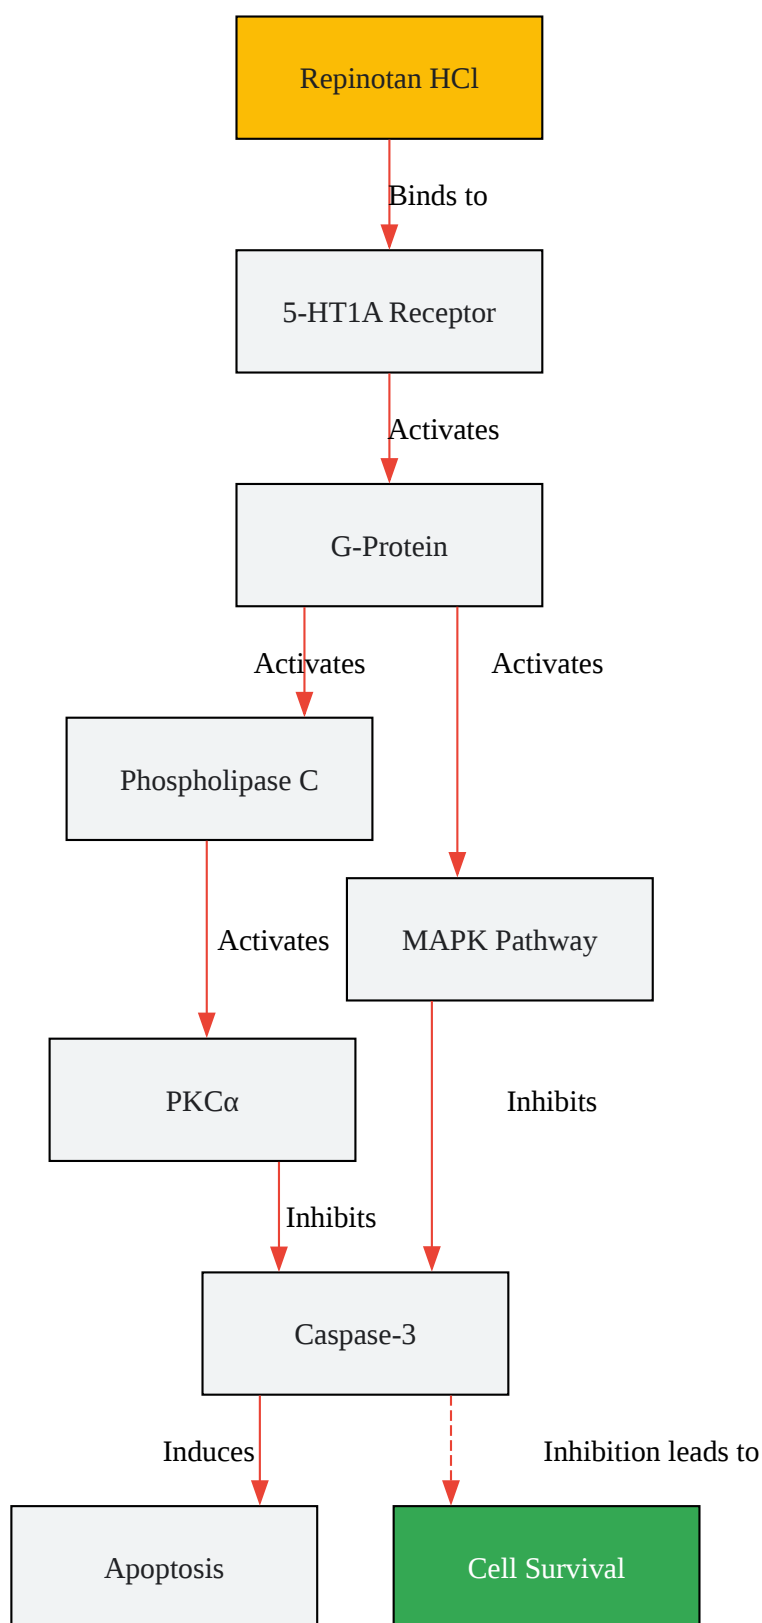 Repinotan HCl
Binds to
5-HT1A Receptor
Activates
G-Protein
Activates
Activates
Phospholipase C
Activates
MAPK Pathway
PKCα
Inhibits
Inhibits
Caspase-3
Induces
Inhibition leads to
Apoptosis
Cell Survival